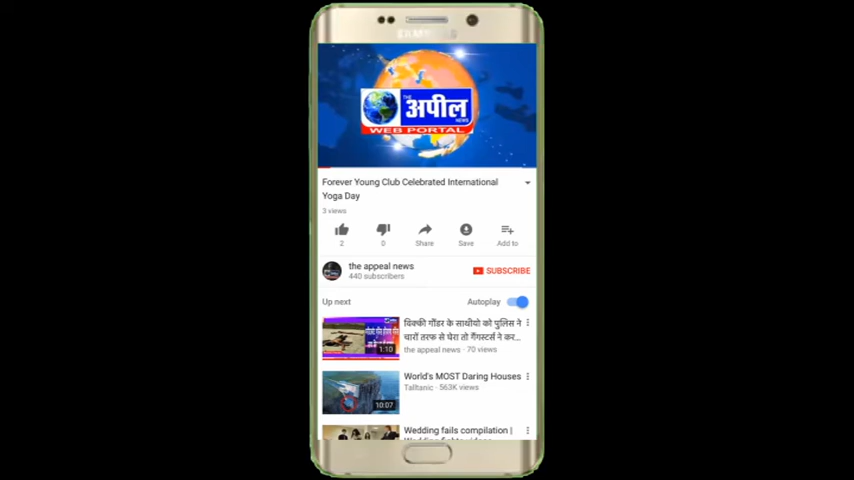 SAMSUNG
THE
अपील
NEWS
WEB PORTAL
Forever Young Club Celebrated International
Yoga Day
3 views
2
0
Share
Save
Add to
the appeal news
440 subscribers
SUBSCRIBE
Up next
Autoplay
विक्की गौंडर के साथीयो को पुलिस ने
चारों तरफ से घेरा तो गैंगस्टर्स ने कर...
the appeal news · 70 views
1:10
World's MOST Daring Houses
Talltanic · 563K views
10:07
Wedding fails compilation |